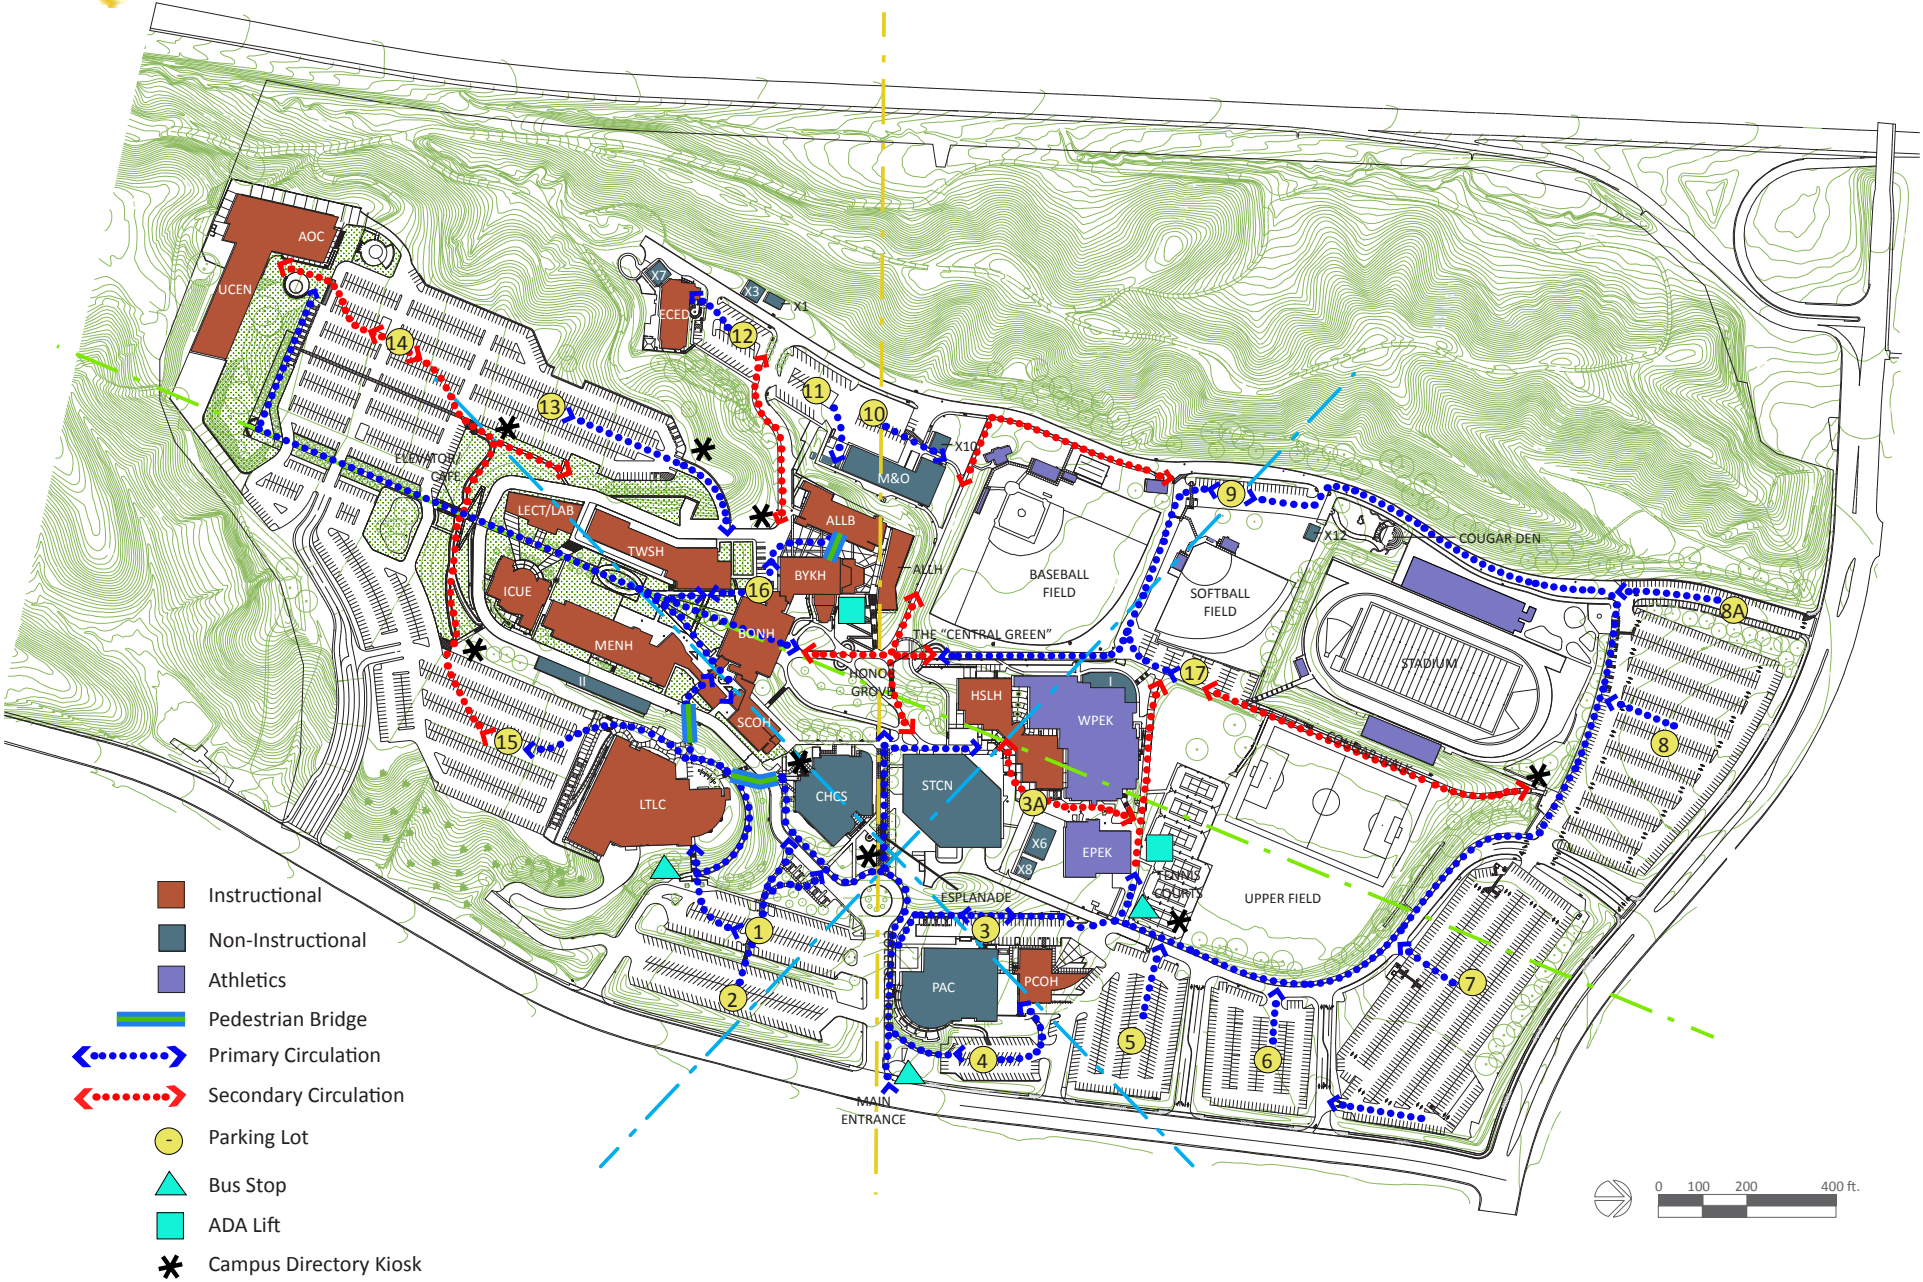 AOC
UCEN
X7
ECED
X3
X1
12
14
13
11
10
X10
M&O
ELEVATOR/
CAFE
LECT/LAB
TWSH
ALLB
ALLH
BYKH
ICUE
16
MENH
BONH
THE "CENTRAL GREEN"
HONOR
GROVE
II
SCOH
15
LTLC
CHCS
STCN
HSLH
I
WPEK
3A
X6
X8
EPEK
9
X12
COUGAR DEN
BASEBALL
FIELD
SOFTBALL
FIELD
17
STADIUM
8A
8
TENNIS
COURTS
UPPER FIELD
ESPLANADE
1
2
3
PAC
PCOH
4
5
6
7
MAIN
ENTRANCE
Instructional
Non-Instructional
Athletics
Pedestrian Bridge
Primary Circulation
Secondary Circulation
- Parking Lot
Bus Stop
ADA Lift
Campus Directory Kiosk
0 100 200 400 ft.